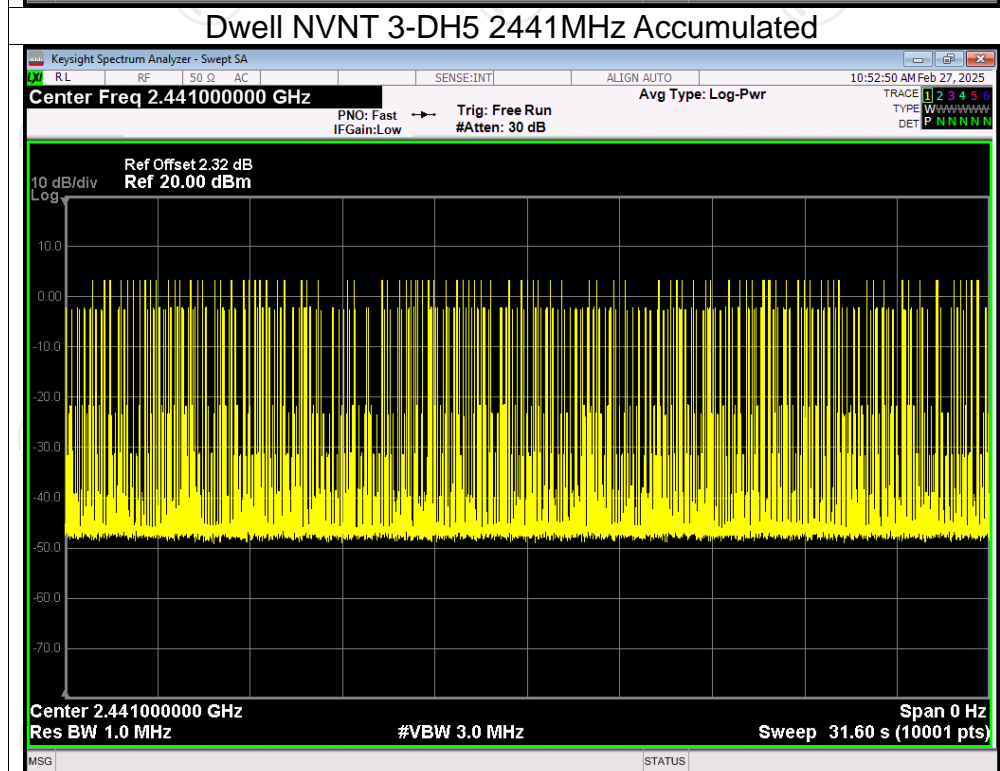 Dwell NVNT 3-DH5 2441MHz Accumulated
Keysight Spectrum Analyzer - Swept SA
LXI RL RF 50 Ω AC SENSE:INT ALIGN AUTO 10:52:50 AM Feb 27, 2025
Center Freq 2.441000000 GHz Avg Type: Log-Pwr TRACE 1 2 3 4 5 6
PNO: Fast Trig: Free Run TYPE WWWWWW
IFGain:Low #Atten: 30 dB DET P N N N N N
Ref Offset 2.32 dB
10 dB/div Ref 20.00 dBm
Log
10.0
0.00
-10.0
-20.0
-30.0
-40.0
-50.0
-60.0
-70.0
Center 2.441000000 GHz Span 0 Hz
Res BW 1.0 MHz #VBW 3.0 MHz Sweep 31.60 s (10001 pts)
MSG STATUS